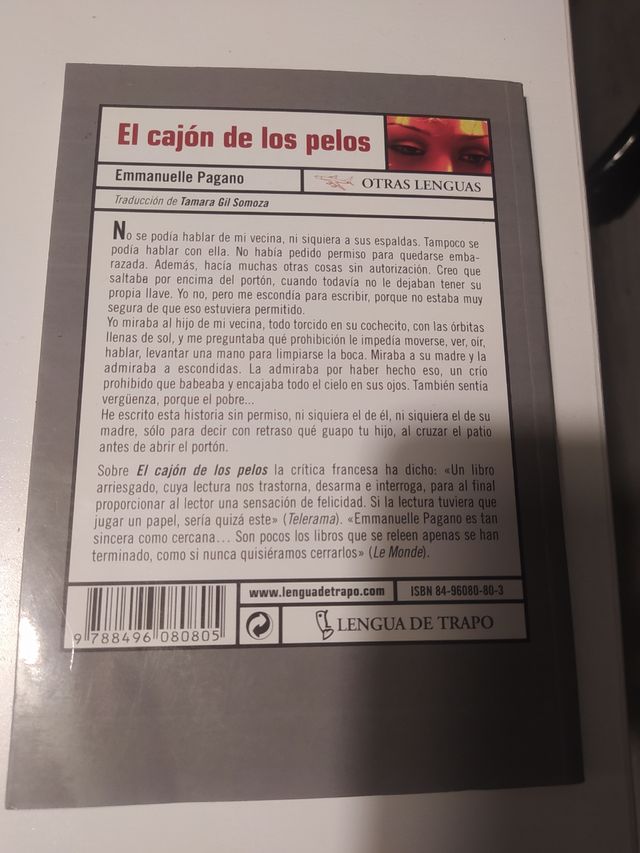 El cajón de los pelos
Emmanuelle Pagano
OTRAS LENGUAS
Traducción de Tamara Gil Somoza
No se podía hablar de mi vecina, ni siquiera a sus espaldas. Tampoco se
podía hablar con ella. No había pedido permiso para quedarse emba-
razada. Además, hacía muchas otras cosas sin autorización. Creo que
saltaba por encima del portón, cuando todavía no le dejaban tener su
propia llave. Yo no, pero me escondía para escribir, porque no estaba muy
segura de que eso estuviera permitido.
Yo miraba al hijo de mi vecina, todo torcido en su cochecito, con las órbitas
llenas de sol, y me preguntaba qué prohibición le impedía moverse, ver, oír,
hablar, levantar una mano para limpiarse la boca. Miraba a su madre y la
admiraba a escondidas. La admiraba por haber hecho eso, un crío
prohibido que babeaba y encajaba todo el cielo en sus ojos. También sentía
vergüenza, porque el pobre...
He escrito esta historia sin permiso, ni siquiera el de él, ni siquiera el de su
madre, sólo para decir con retraso qué guapo tu hijo, al cruzar el patio
antes de abrir el portón.
Sobre El cajón de los pelos la crítica francesa ha dicho: «Un libro
arriesgado, cuya lectura nos trastorna, desarma e interroga, para al final
proporcionar al lector una sensación de felicidad. Si la lectura tuviera que
jugar un papel, sería quizá este» (Telerama). «Emmanuelle Pagano es tan
sincera como cercana... Son pocos los libros que se releen apenas se han
terminado, como si nunca quisiéramos cerrarlos» (Le Monde).
www.lenguadetrapo.com
ISBN 84-96080-80-3
9 788496 080805
LENGUA DE TRAPO